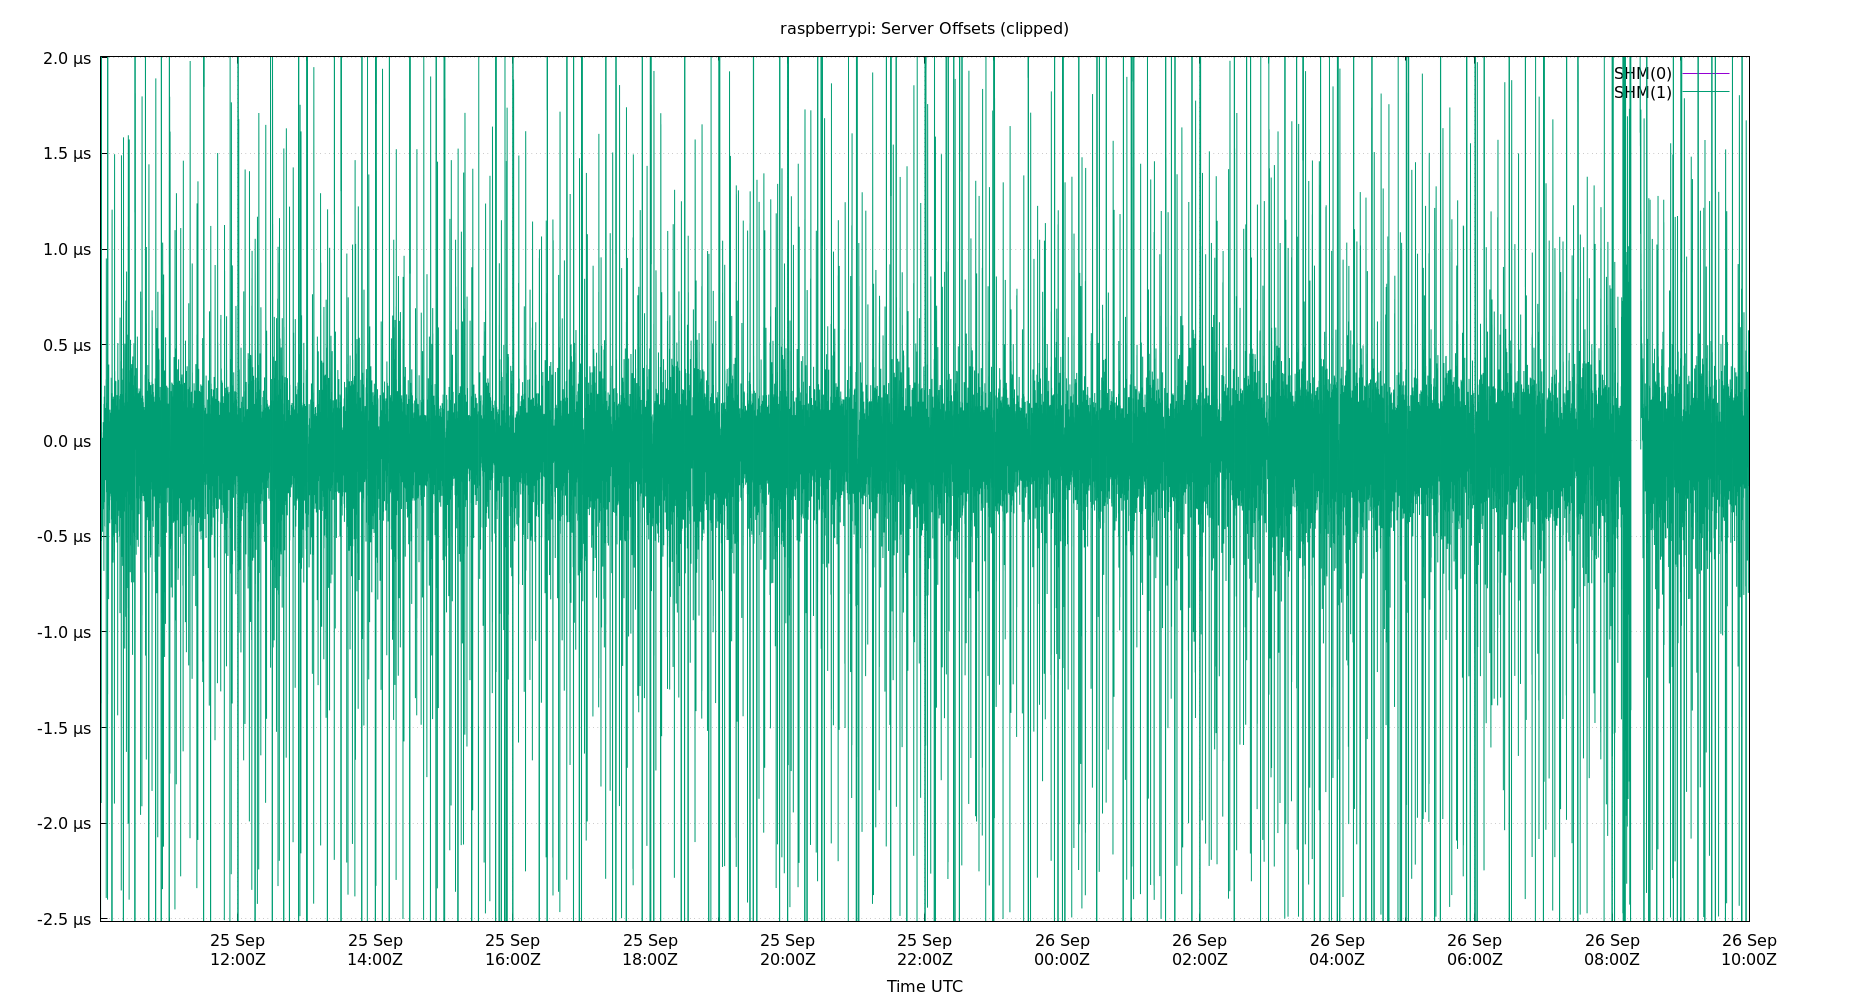 raspberrypi: Server Offsets (clipped)
2.0 µs
1.5 µs
1.0 µs
0.5 µs
0.0 µs
-0.5 µs
-1.0 µs
-1.5 µs
-2.0 µs
-2.5 µs
SHM(0)
SHM(1)
25 Sep 25 Sep 25 Sep 25 Sep 25 Sep 25 Sep 26 Sep 26 Sep 26 Sep 26 Sep 26 Sep 26 Sep
12:00Z 14:00Z 16:00Z 18:00Z 20:00Z 22:00Z 00:00Z 02:00Z 04:00Z 06:00Z 08:00Z 10:00Z
Time UTC